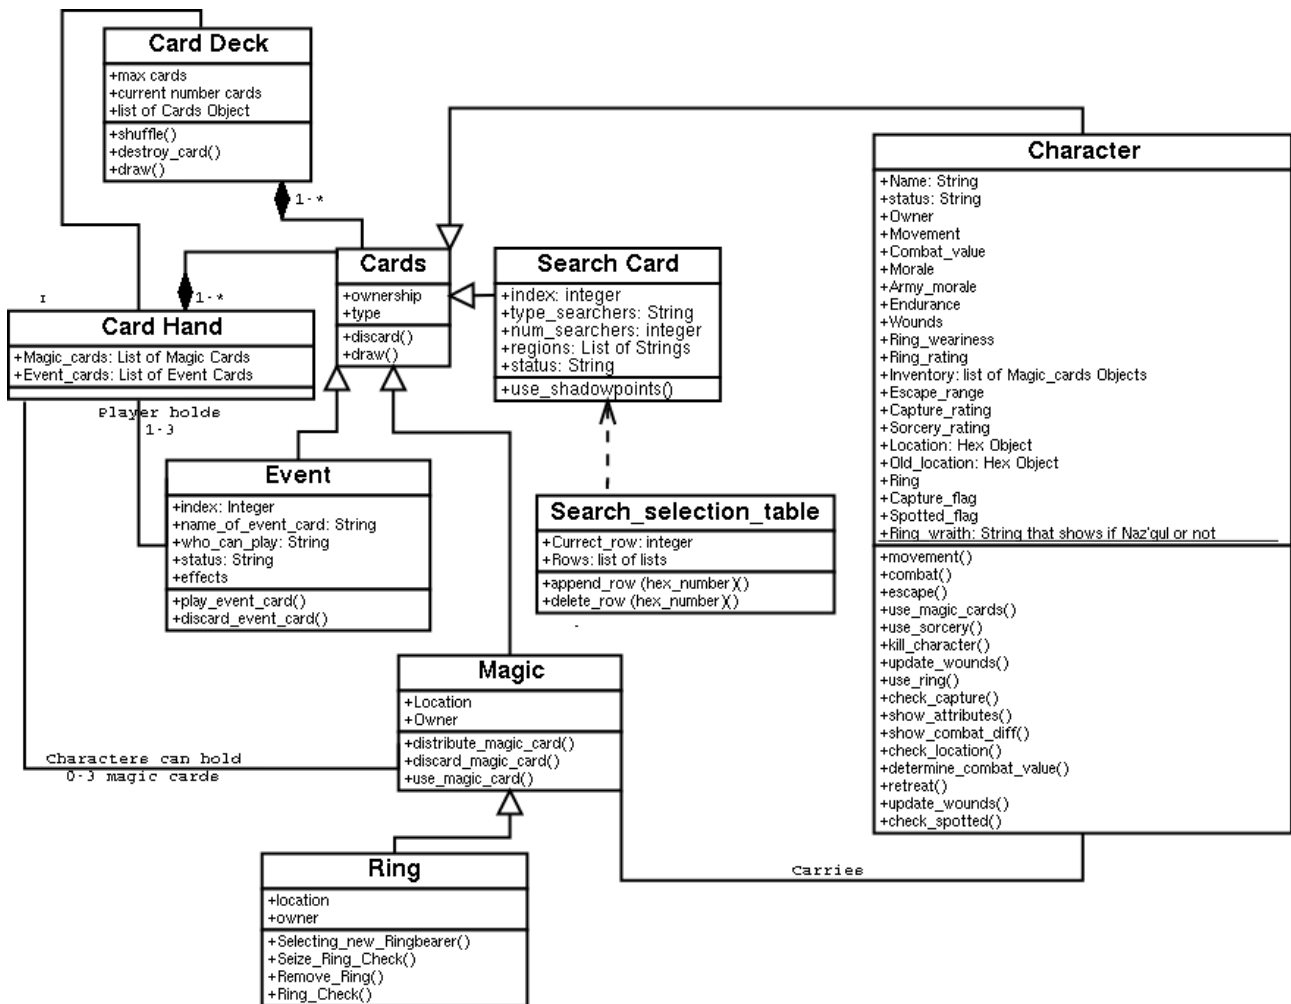 Card Deck
+max cards
+current number cards
+list of Cards Object
+shuffle()
+destroy_card()
+draw()
1-*
Character
+Name: String
+status: String
+Owner
+Movement
+Combat_value
+Morale
+Army_morale
+Endurance
+Wounds
+Ring_weariness
+Ring_rating
+Inventory: list of Magic_cards Objects
+Escape_range
+Capture_rating
+Sorcery_rating
+Location: Hex Object
+Old_location: Hex Object
+Ring
+Capture_flag
+Spotted_flag
+Ring_wraith: String that shows if Naz'gul or not
+movement()
+combat()
+escape()
+use_magic_cards()
+use_sorcery()
+kill_character()
+update_wounds()
+use_ring()
+check_capture()
+show_attributes()
+show_combat_diff()
+check_location()
+determine_combat_value()
+retreat()
+update_wounds()
+check_spotted()
Cards
+ownership
+type
+discard()
+draw()
Search Card
+index: integer
+type_searchers: String
+num_searchers: integer
+regions: List of Strings
+status: String
+use_shadowpoints()
1
1-*
Card Hand
+Magic_cards: List of Magic Cards
+Event_cards: List of Event Cards
Player holds
1-3
Event
+index: Integer
+name_of_event_card: String
+who_can_play: String
+status: String
+effects
+play_event_card()
+discard_event_card()
Search_selection_table
+Currect_row: integer
+Rows: list of lists
+append_row (hex_number)()
+delete_row (hex_number)()
Magic
+Location
+Owner
+distribute_magic_card()
+discard_magic_card()
+use_magic_card()
Characters can hold
0-3 magic cards
Carries
Ring
+location
+owner
+Selecting_new_Ringbearer()
+Seize_Ring_Check()
+Remove_Ring()
+Ring_Check()